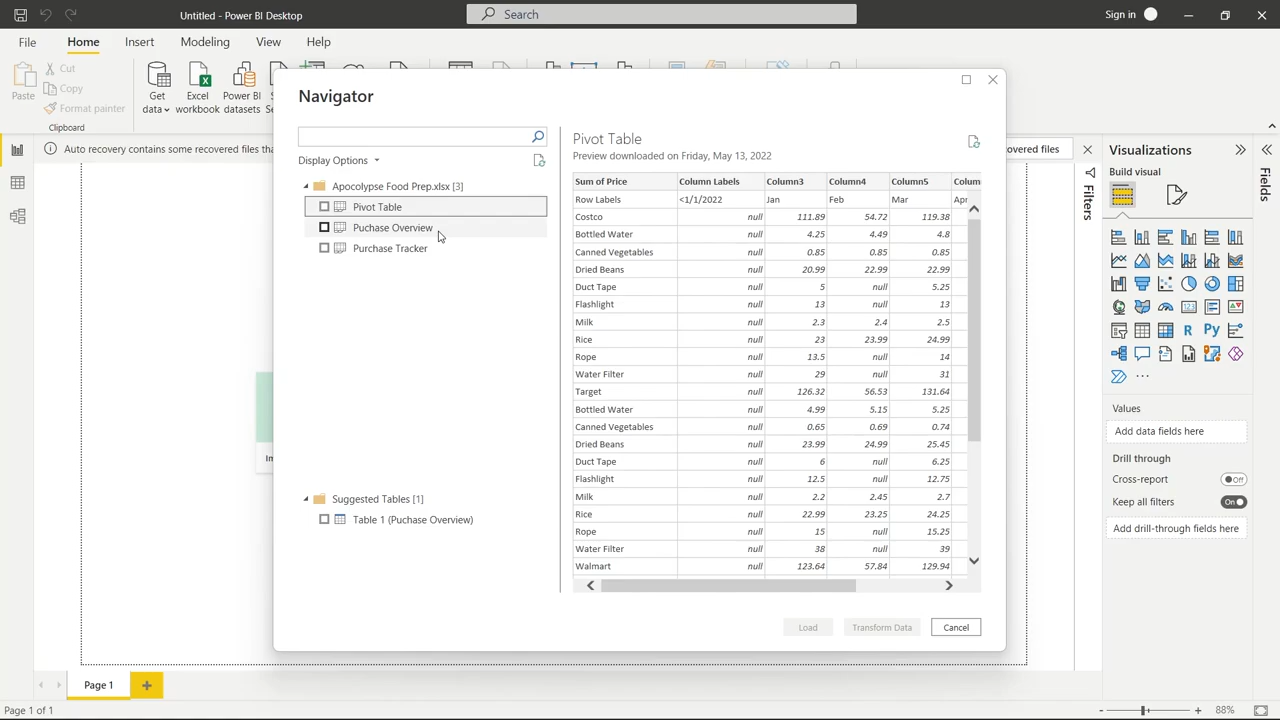 Untitled - Power BI Desktop
Search
Sign in
File
Home
Insert
Modeling
View
Help
Paste
Cut
Copy
Format painter
Clipboard
Get data
Excel workbook
Power BI datasets
Auto recovery contains some recovered files tha
overed files
Navigator
Display Options
Apocolypse Food Prep.xlsx [3]
Pivot Table
Puchase Overview
Purchase Tracker
Suggested Tables [1]
Table 1 (Puchase Overview)
Pivot Table
Preview downloaded on Friday, May 13, 2022
Sum of Price Column Labels Column3 Column4 Column5 Colum
Row Labels <1/1/2022 Jan Feb Mar Apr
Costco null 111.89 54.72 119.38
Bottled Water null 4.25 4.49 4.8
Canned Vegetables null 0.85 0.85 0.85
Dried Beans null 20.99 22.99 22.99
Duct Tape null 5 null 5.25
Flashlight null 13 null 13
Milk null 2.3 2.4 2.5
Rice null 23 23.99 24.99
Rope null 13.5 null 14
Water Filter null 29 null 31
Target null 126.32 56.53 131.64
Bottled Water null 4.99 5.15 5.25
Canned Vegetables null 0.65 0.69 0.74
Dried Beans null 23.99 24.99 25.45
Duct Tape null 6 null 6.25
Flashlight null 12.5 null 12.75
Milk null 2.2 2.45 2.7
Rice null 22.99 23.25 24.25
Rope null 15 null 15.25
Water Filter null 38 null 39
Walmart null 123.64 57.84 129.94
Load
Transform Data
Cancel
Filters
Visualizations
Build visual
R
Py
123
Values
Add data fields here
Drill through
Cross-report
Off
Keep all filters
On
Add drill-through fields here
Fields
Page 1
Page 1 of 1
88%